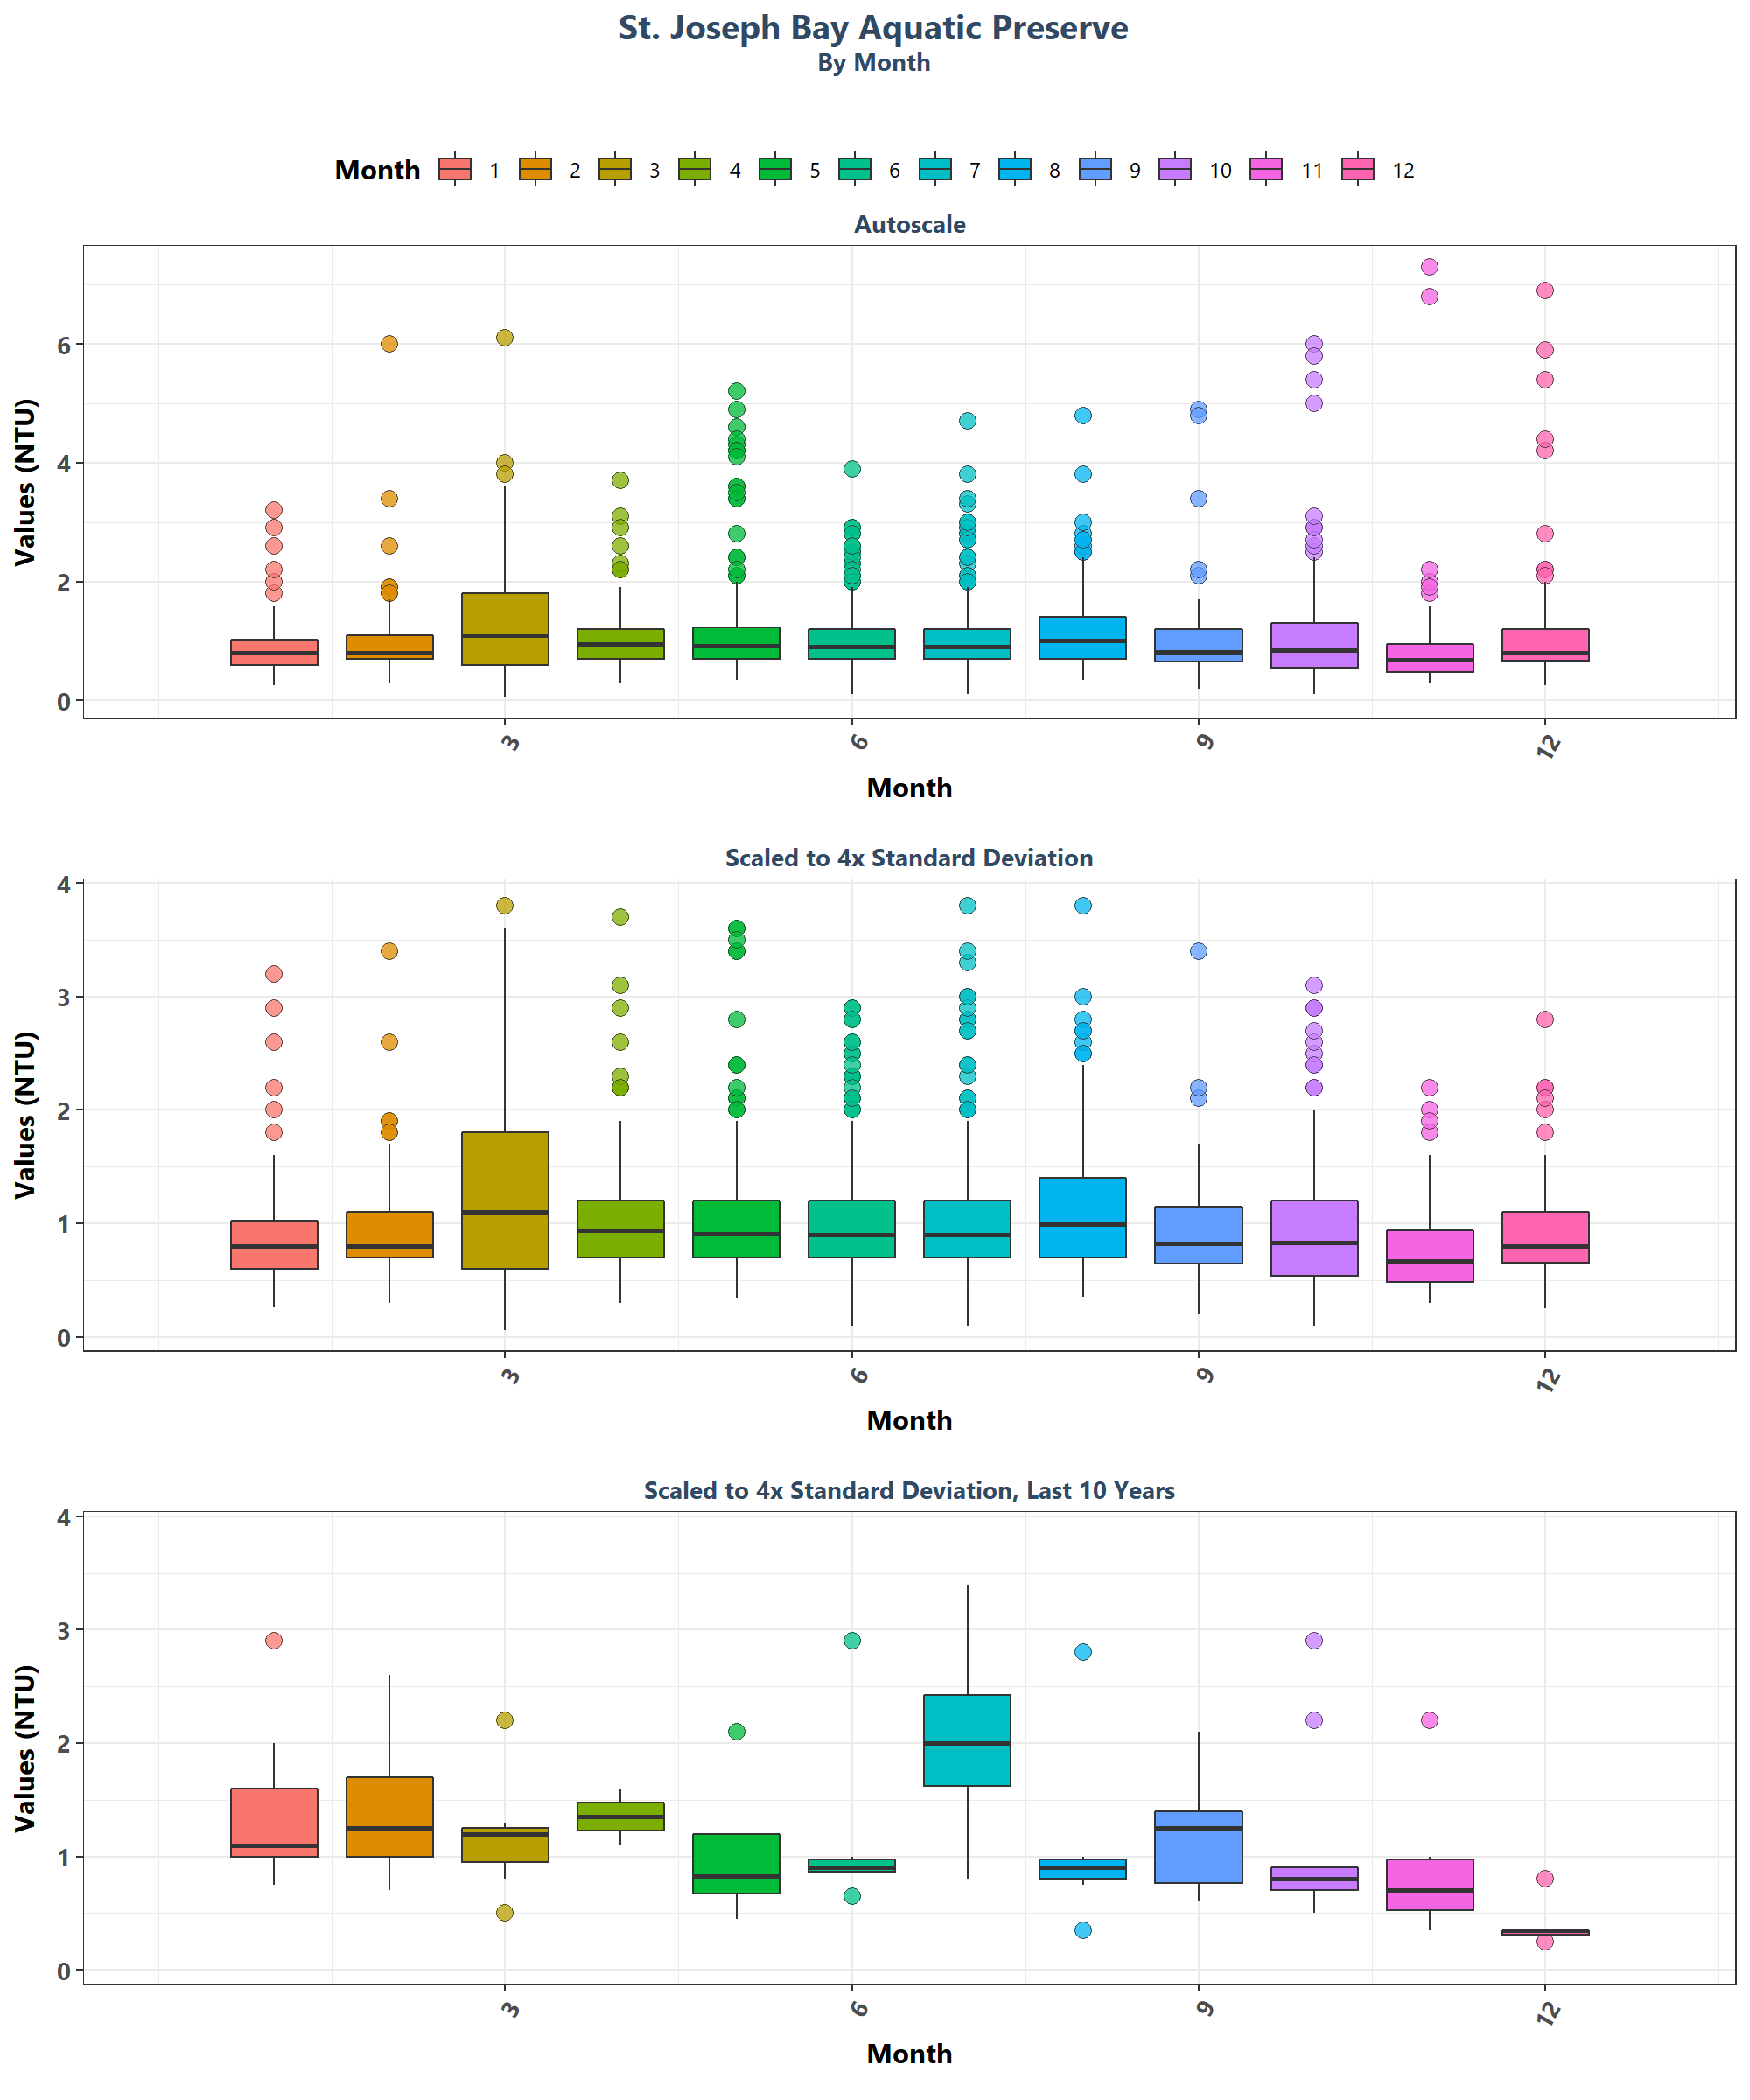 St. Joseph Bay Aquatic Preserve
By Month
Month 1 2 3 4 5 6 7 8 9 10 11 12
Autoscale
Values (NTU)
6
4
2
0
3 6 9 12
Month
Scaled to 4x Standard Deviation
Values (NTU)
4
3
2
1
0
3 6 9 12
Month
Scaled to 4x Standard Deviation, Last 10 Years
Values (NTU)
4
3
2
1
0
3 6 9 12
Month